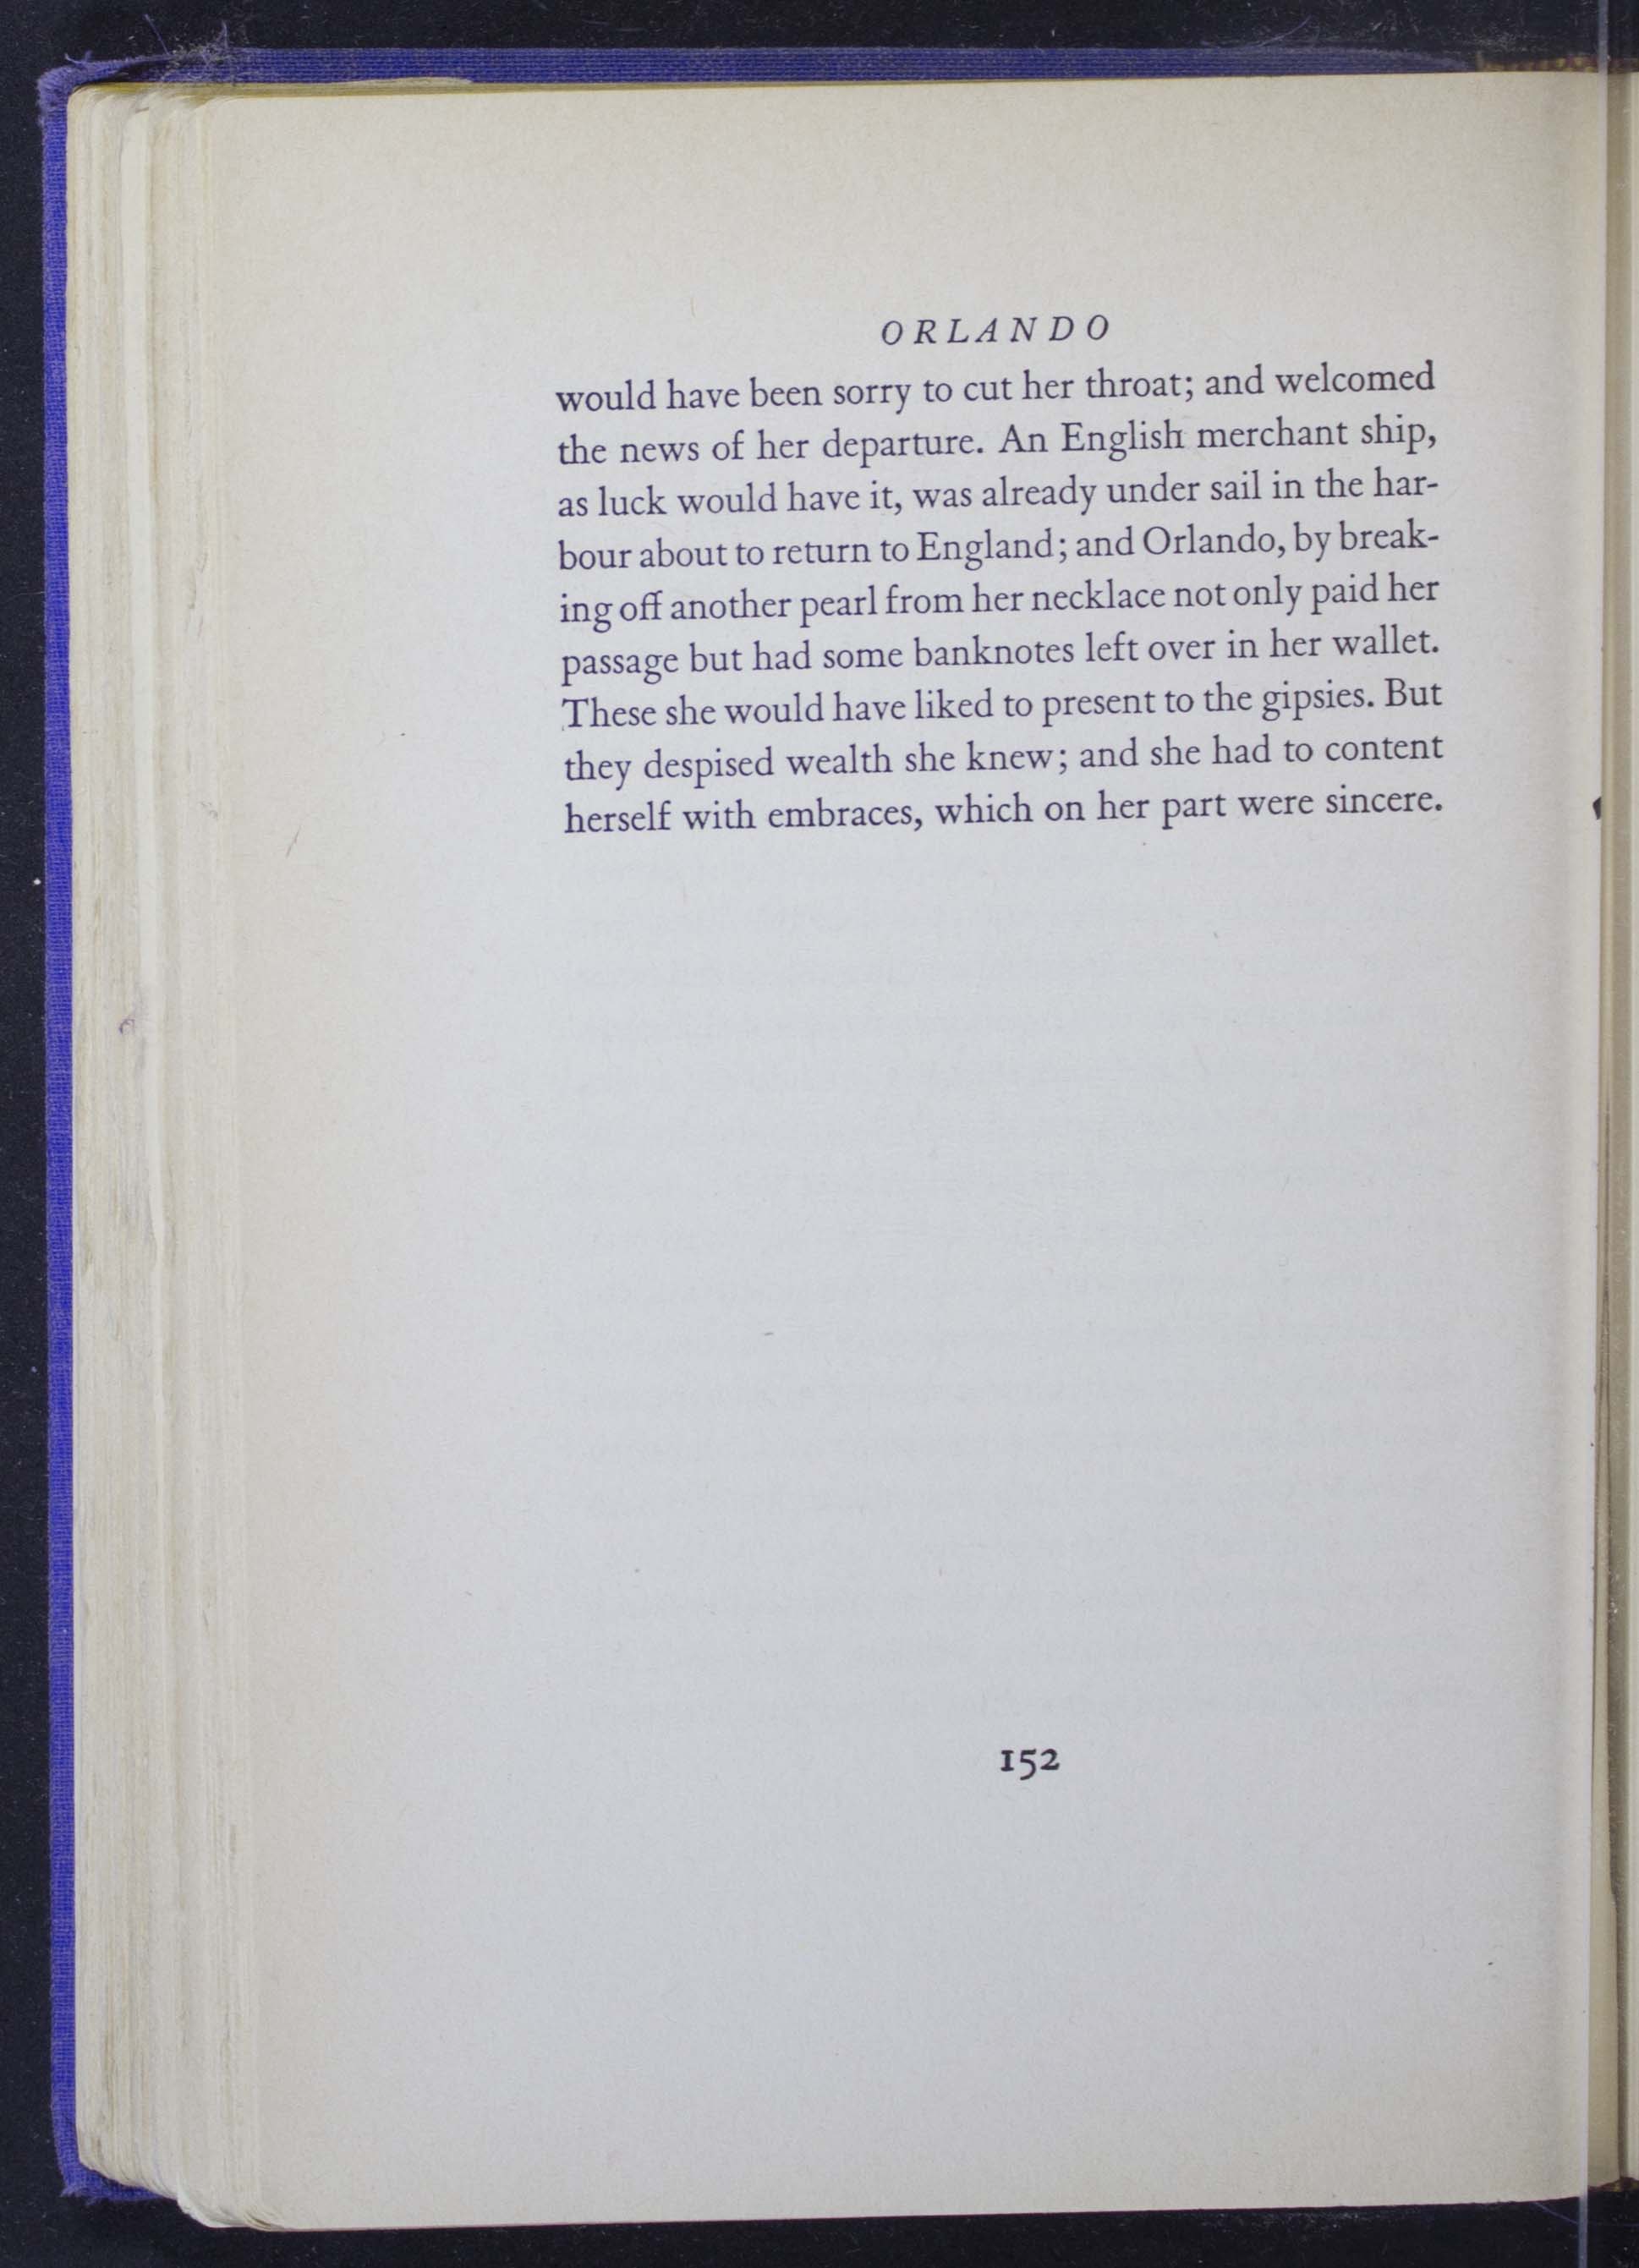 ORLANDO
would have been sorry to cut her throat; and welcomed
the news of her departure. An English merchant ship,
as luck would have it, was already under sail in the har-
bour about to return to England; and Orlando, by break-
ing off another pearl from her necklace not only paid her
passage but had some banknotes left over in her wallet.
These she would have liked to present to the gipsies. But
they despised wealth she knew; and she had to content
herself with embraces, which on her part were sincere.
152